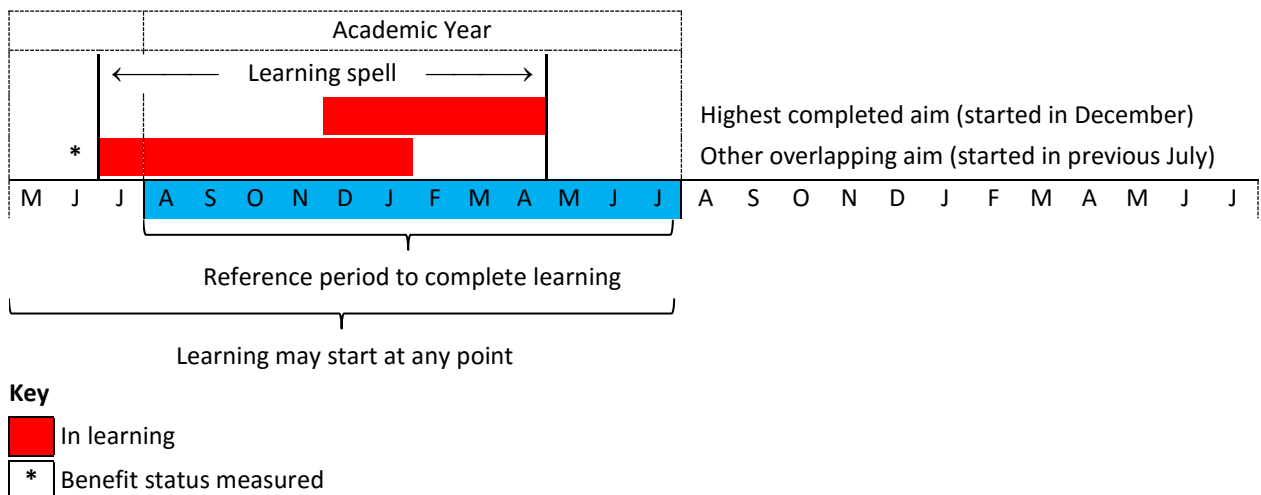 Academic Year
← Learning spell →
Highest completed aim (started in December)
* Other overlapping aim (started in previous July)
M J J A S O N D J F M A M J J A S O N D J F M A M J J
Reference period to complete learning
Learning may start at any point
Key
In learning
* Benefit status measured